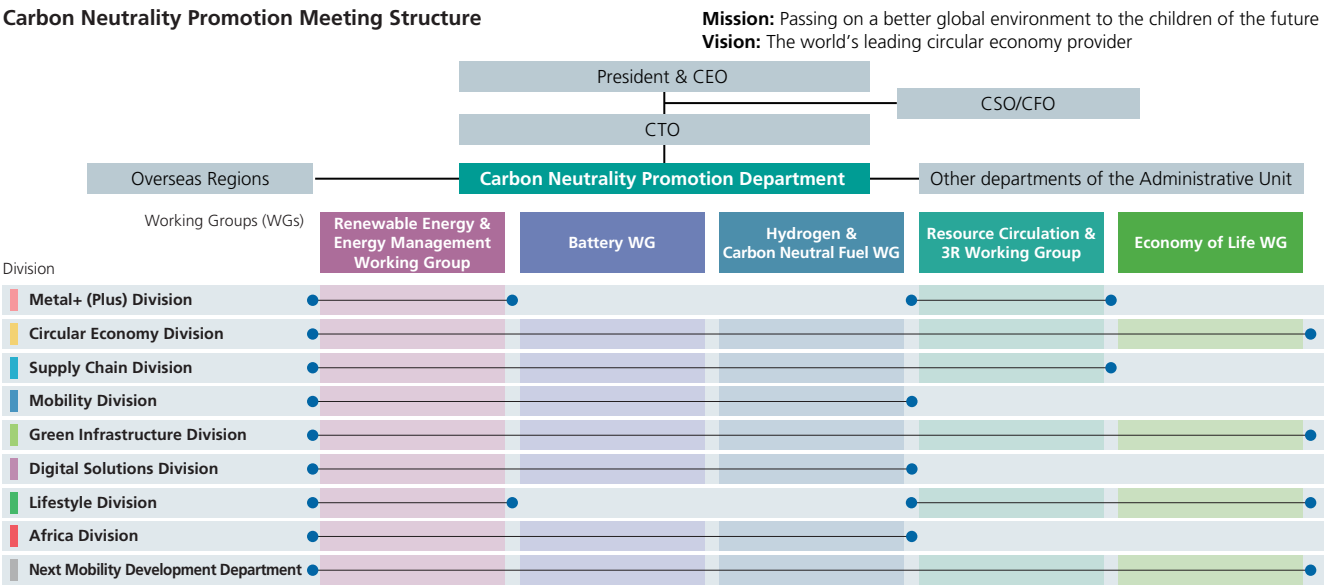 Carbon Neutrality Promotion Meeting Structure
Mission: Passing on a better global environment to the children of the future
Vision: The world's leading circular economy provider
President & CEO
CSO/CFO
CTO
Overseas Regions
Carbon Neutrality Promotion Department
Other departments of the Administrative Unit
Working Groups (WGs)
Renewable Energy &
Energy Management
Working Group
Battery WG
Hydrogen &
Carbon Neutral Fuel WG
Resource Circulation &
3R Working Group
Economy of Life WG
Division
Metal+ (Plus) Division
Circular Economy Division
Supply Chain Division
Mobility Division
Green Infrastructure Division
Digital Solutions Division
Lifestyle Division
Africa Division
Next Mobility Development Department